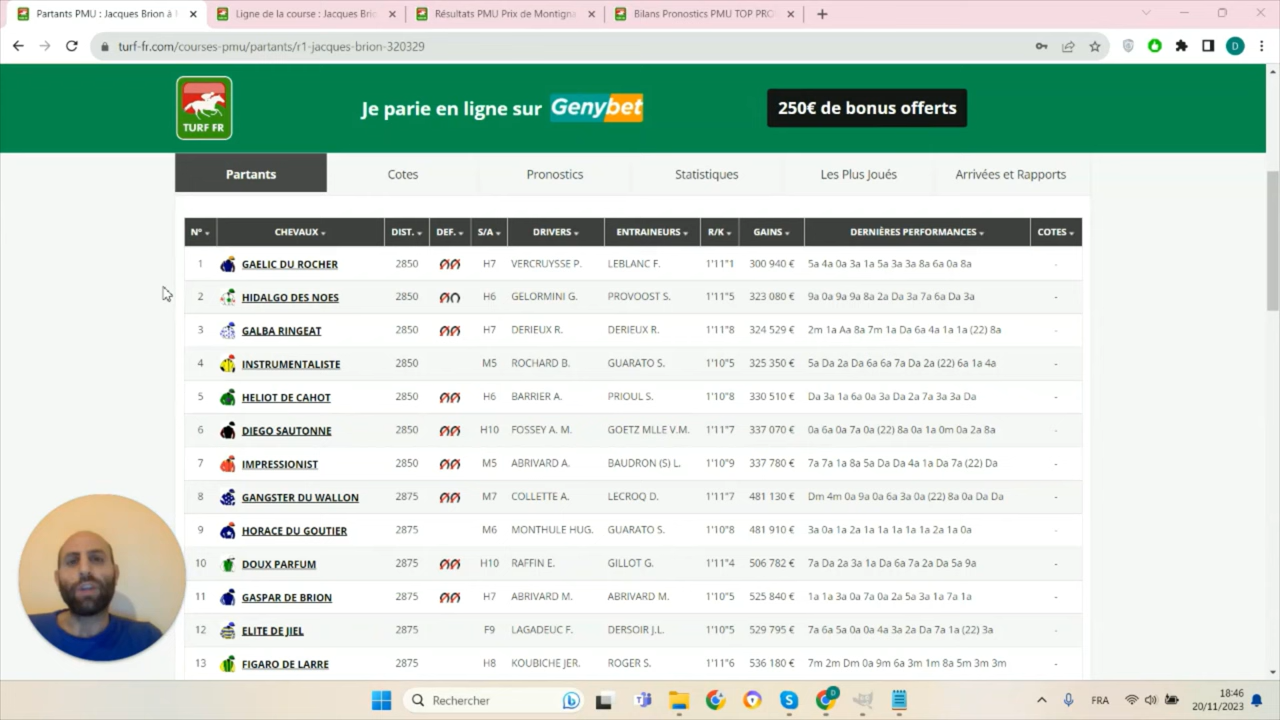 Partants PMU : Jacques Brion à
Ligne de la course : Jacques Bri
Résultats PMU Prix de Montigna
Bilans Pronostics PMU TOP PRO
turf-fr.com/courses-pmu/partants/r1-jacques-brion-320329
D
TURF FR
Je parie en ligne sur Genybet
250€ de bonus offerts
Partants Cotes Pronostics Statistiques Les Plus Joués Arrivées et Rapports
N° CHEVAUX DIST. DEF. S/A DRIVERS ENTRAINEURS R/K GAINS DERNIÈRES PERFORMANCES COTES
1 GAELIC DU ROCHER 2850 H7 VERCRUYSSE P. LEBLANC F. 1'11"1 300 940 € 5a 4a 0a 3a 1a 5a 3a 3a 8a 6a 0a 8a -
2 HIDALGO DES NOES 2850 H6 GELORMINI G. PROVOOST S. 1'11"5 323 080 € 9a 0a 9a 9a 8a 2a Da 3a 7a 6a Da 3a -
3 GALBA RINGEAT 2850 H7 DERIEUX R. DERIEUX R. 1'11"8 324 529 € 2m 1a Aa 8a 7m 1a Da 6a 4a 1a 1a (22) 8a -
4 INSTRUMENTALISTE 2850 M5 ROCHARD B. GUARATO S. 1'10"5 325 350 € 5a Da 2a Da 6a 6a 7a Da 2a (22) 6a 1a 4a -
5 HELIOT DE CAHOT 2850 H6 BARRIER A. PRIOUL S. 1'10"8 330 510 € Da 3a 1a 6a 0a 3a Da 2a 7a 3a 3a Da -
6 DIEGO SAUTONNE 2850 H10 FOSSEY A. M. GOETZ MLLE V.M. 1'11"7 337 070 € 0a 6a 0a 7a 0a (22) 8a 0a 1a 0m 0a 2a 8a -
7 IMPRESSIONIST 2850 M5 ABRIVARD A. BAUDRON (S) L. 1'10"9 337 780 € 7a 7a 1a 8a 5a Da Da 4a 1a Da 7a (22) Da -
8 GANGSTER DU WALLON 2875 M7 COLLETTE A. LECROQ D. 1'11"7 481 130 € Dm 4m 0a 9a 0a 6a 3a 0a (22) 8a 0a Da Da -
9 HORACE DU GOUTIER 2875 M6 MONTHULE HUG. GUARATO S. 1'10"8 481 910 € 3a 0a 1a 2a 1a 1a 1a 1a 1a 2a 1a 0a -
10 DOUX PARFUM 2875 H10 RAFFIN E. GILLOT G. 1'11"4 506 782 € 7a Da 2a 3a 1a Da 6a 7a 2a Da 5a 9a -
11 GASPAR DE BRION 2875 H7 ABRIVARD M. ABRIVARD M. 1'10"5 525 840 € 1a 1a 3a 0a 7a 0a 2a 5a 3a 1a 7a 1a -
12 ELITE DE JIEL 2875 F9 LAGADEUC F. DERSOIR J.L. 1'10"5 529 795 € 7a 6a 5a 0a 0a 4a 3a 2a Da 7a 1a (22) 3a -
13 FIGARO DE LARRE 2875 H8 KOUBICHE JER. ROGER S. 1'11"6 536 180 € 7m 2m Dm 0a 9m 6a 3m 1m 8a 5m 3m 3m -
Rechercher
FRA
18:46
20/11/2023